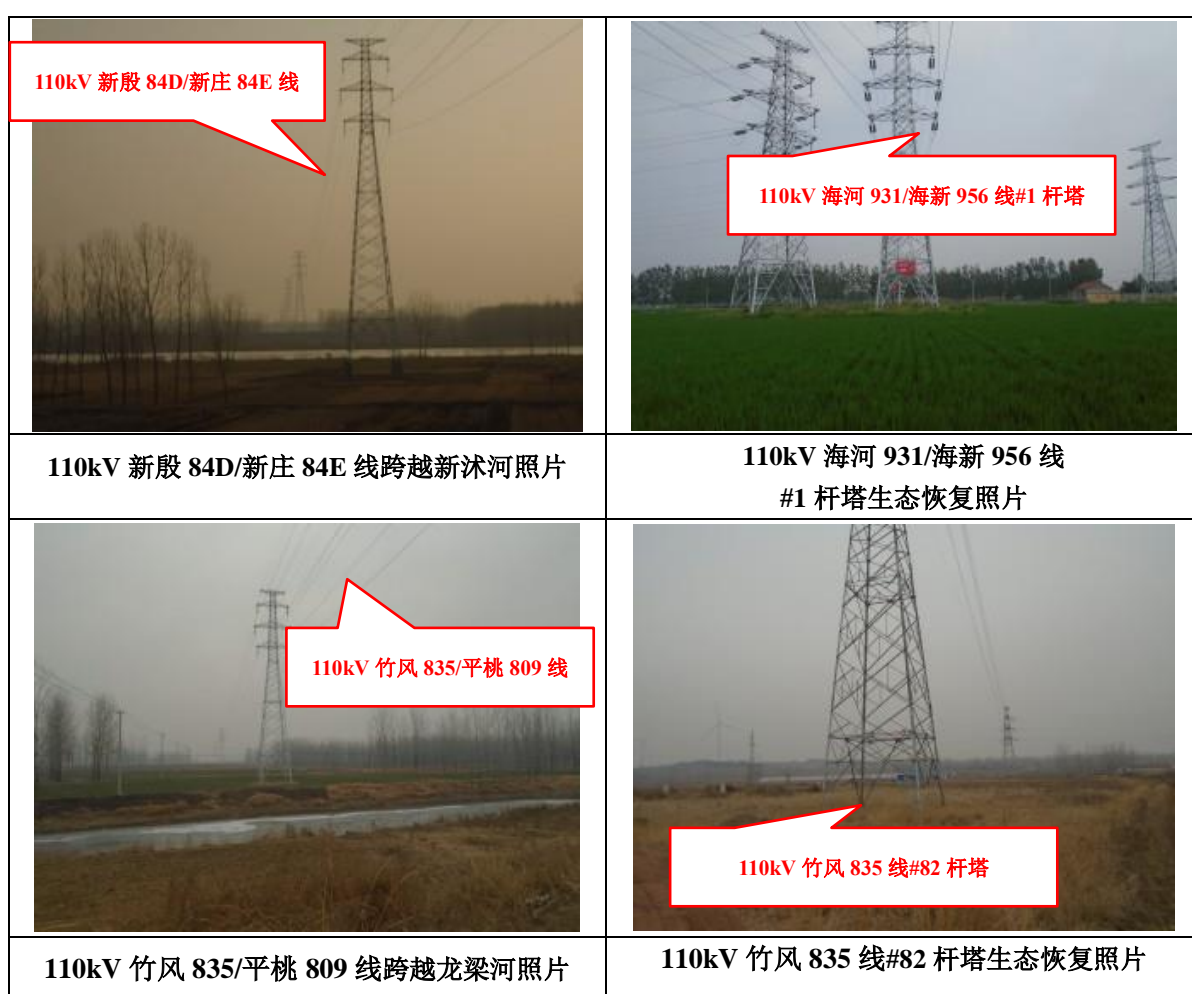 110kV 新殷 84D/新庄 84E 线
110kV 海河 931/海新 956 线#1 杆塔
110kV 新殷 84D/新庄 84E 线跨越新沭河照片
110kV 海河 931/海新 956 线
#1 杆塔生态恢复照片
110kV 竹风 835/平桃 809 线
110kV 竹风 835 线#82 杆塔
110kV 竹风 835/平桃 809 线跨越龙梁河照片
110kV 竹风 835 线#82 杆塔生态恢复照片